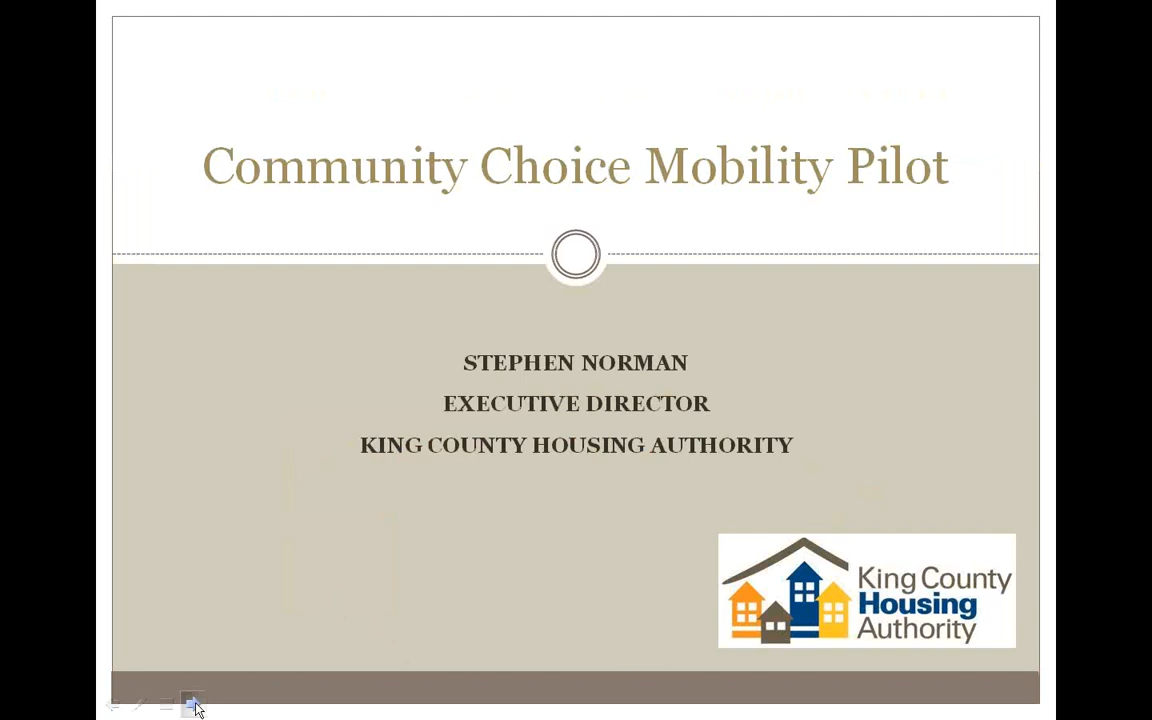 Community Choice Mobility Pilot
STEPHEN NORMAN
EXECUTIVE DIRECTOR
KING COUNTY HOUSING AUTHORITY
King County
Housing
Authority